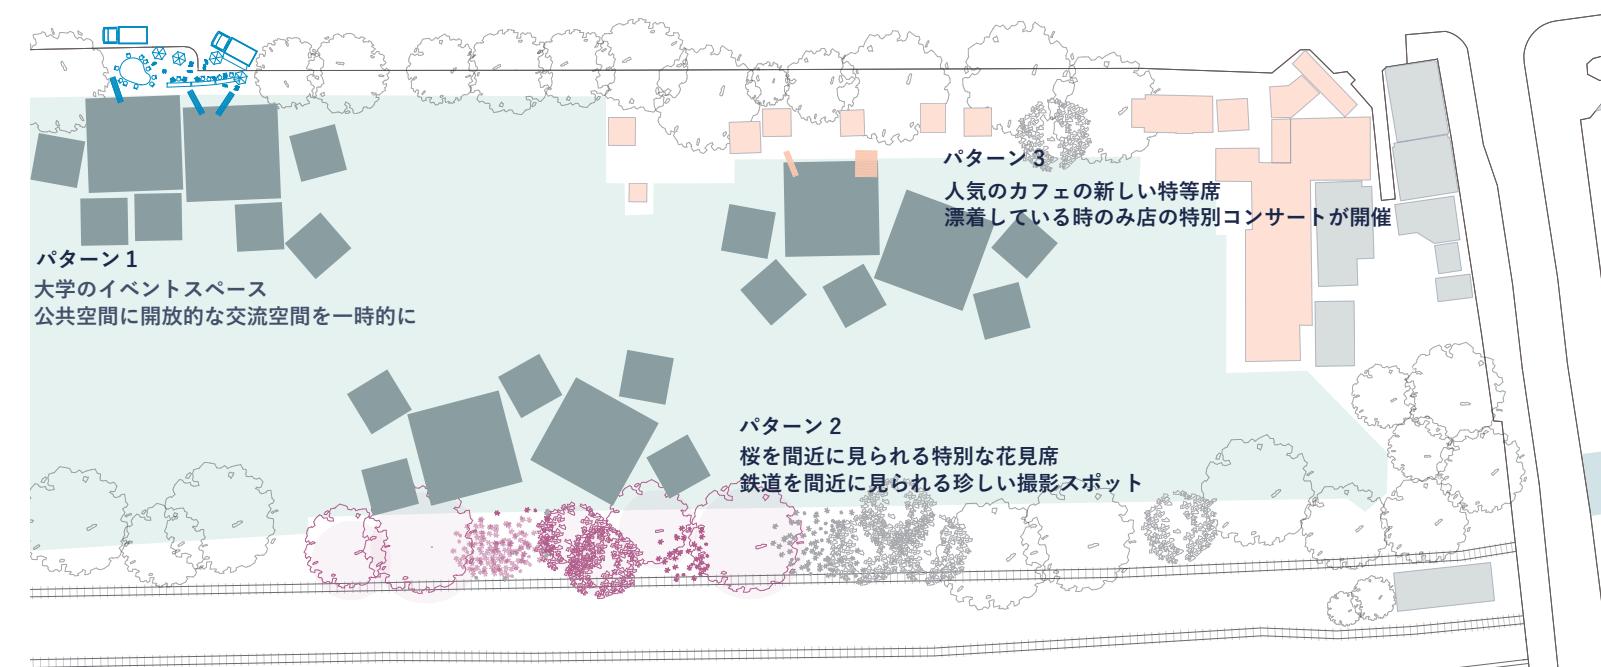 パターン 1
大学のイベントスペース
公共空間に開放的な交流空間を一時的に
パターン 2
桜を間近に見られる特別な花見席
鉄道を間近に見られる珍しい撮影スポット
パターン 3
人気のカフェの新しい特等席
漂着している時のみ店の特別コンサートが開催